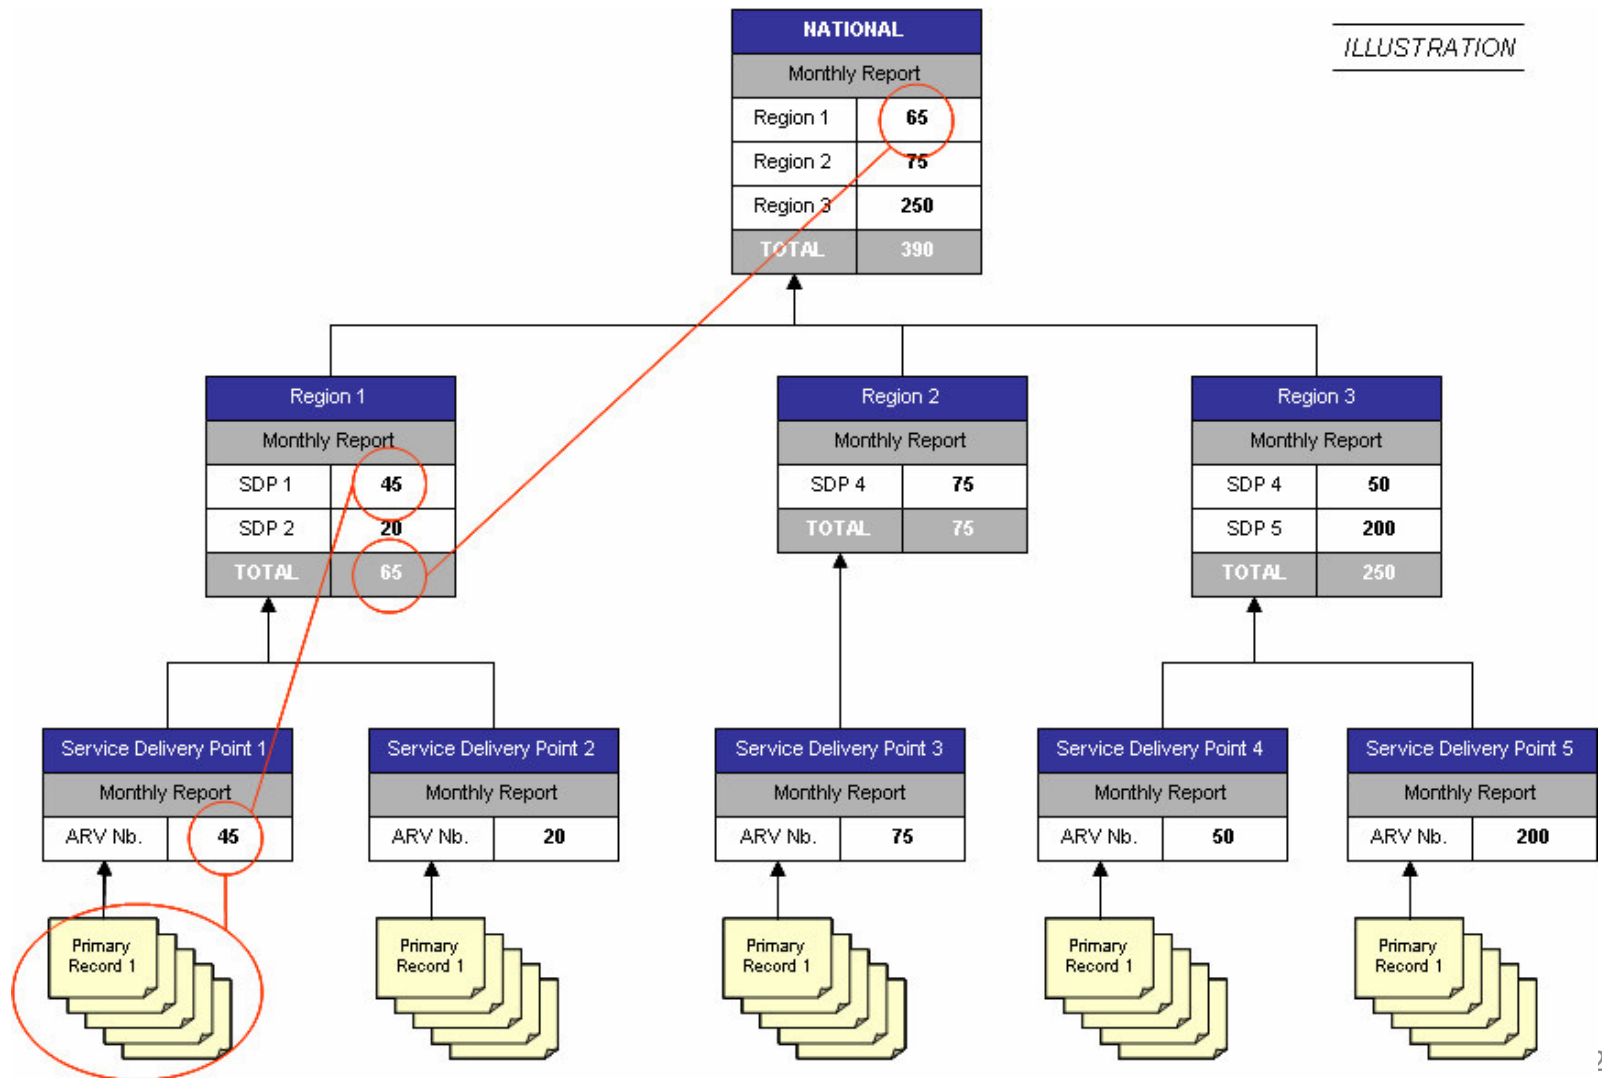 NATIONAL
ILLUSTRATION
Monthly Report
Region 1 65
Region 2 75
Region 3 250
TOTAL 390
Region 1
Monthly Report
SDP 1 45
SDP 2 20
TOTAL 65
Region 2
Monthly Report
SDP 4 75
TOTAL 75
Region 3
Monthly Report
SDP 4 50
SDP 5 200
TOTAL 250
Service Delivery Point 1
Monthly Report
ARV Nb. 45
Service Delivery Point 2
Monthly Report
ARV Nb. 20
Service Delivery Point 3
Monthly Report
ARV Nb. 75
Service Delivery Point 4
Monthly Report
ARV Nb. 50
Service Delivery Point 5
Monthly Report
ARV Nb. 200
Primary
Record 1
Primary
Record 1
Primary
Record 1
Primary
Record 1
Primary
Record 1